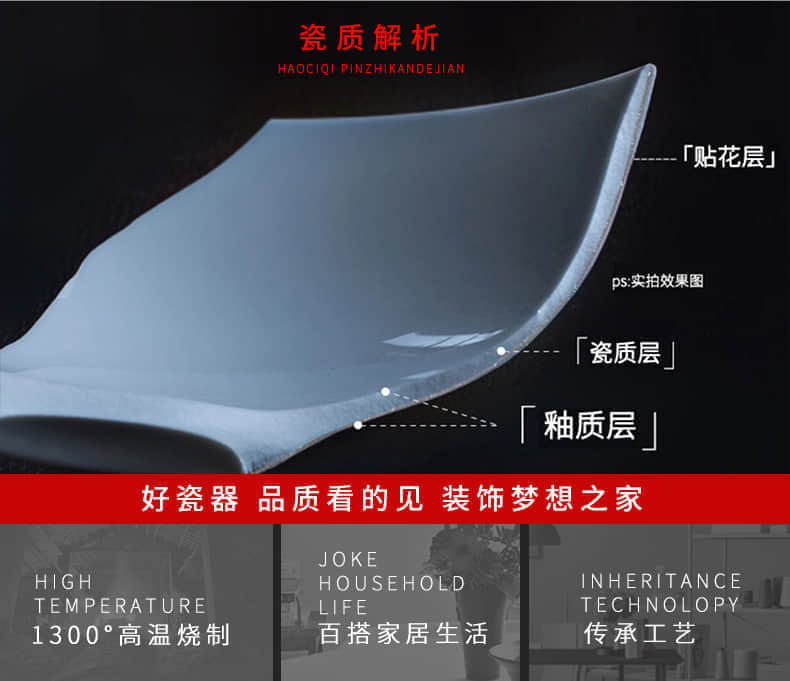 瓷质解析
HAOCIQI PINZHIKANDEJIAN
「贴花层」
ps:实拍效果图
「瓷质层」
「釉质层」
好瓷器 品质看的见 装饰梦想之家
HIGH
TEMPERATURE
1300°高温烧制
JOKE
HOUSEHOLD
LIFE
百搭家居生活
INHERITANCE
TECHNOLOPY
传承工艺